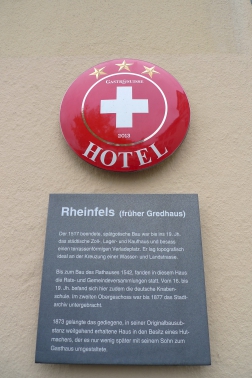 GASTROSUISSE
2013
HOTEL
Rheinfels (früher Gredhaus)
Der 1517 beendete, spätgotische Bau war bis ins 19. Jh.
das städtische Zoll-, Lager- und Kaufhaus und besass
einen terrassenförmigen Verladeplatz. Er lag topografisch
ideal an der Kreuzung einer Wasser- und Landstrasse.
Bis zum Bau des Rathauses 1542, fanden in diesem Haus
die Rats- und Gemeindeversammlungen statt. Vom 16. bis
19. Jh. befand sich hier zudem die deutsche Knaben-
schule. Im zweiten Obergeschoss war bis 1877 das Stadt-
archiv untergebracht.
1873 gelangte das gediegene, in seiner Originalbausub-
stanz weitgehend erhaltene Haus in den Besitz eines Hut-
machers, der es nur wenig später mit seinem Sohn zum
Gasthaus umgestaltete.